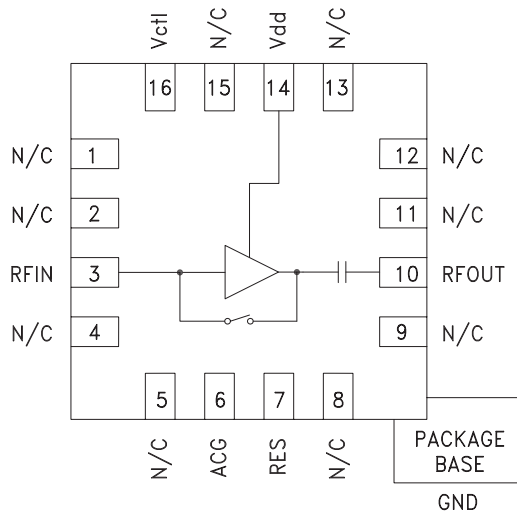 Vctl N/C Vdd N/C
16 15 14 13
N/C 1 12 N/C
N/C 2 11 N/C
RFIN 3 10 RFOUT
N/C 4 9 N/C
5 6 7 8
N/C ACG RES N/C
PACKAGE
BASE
GND